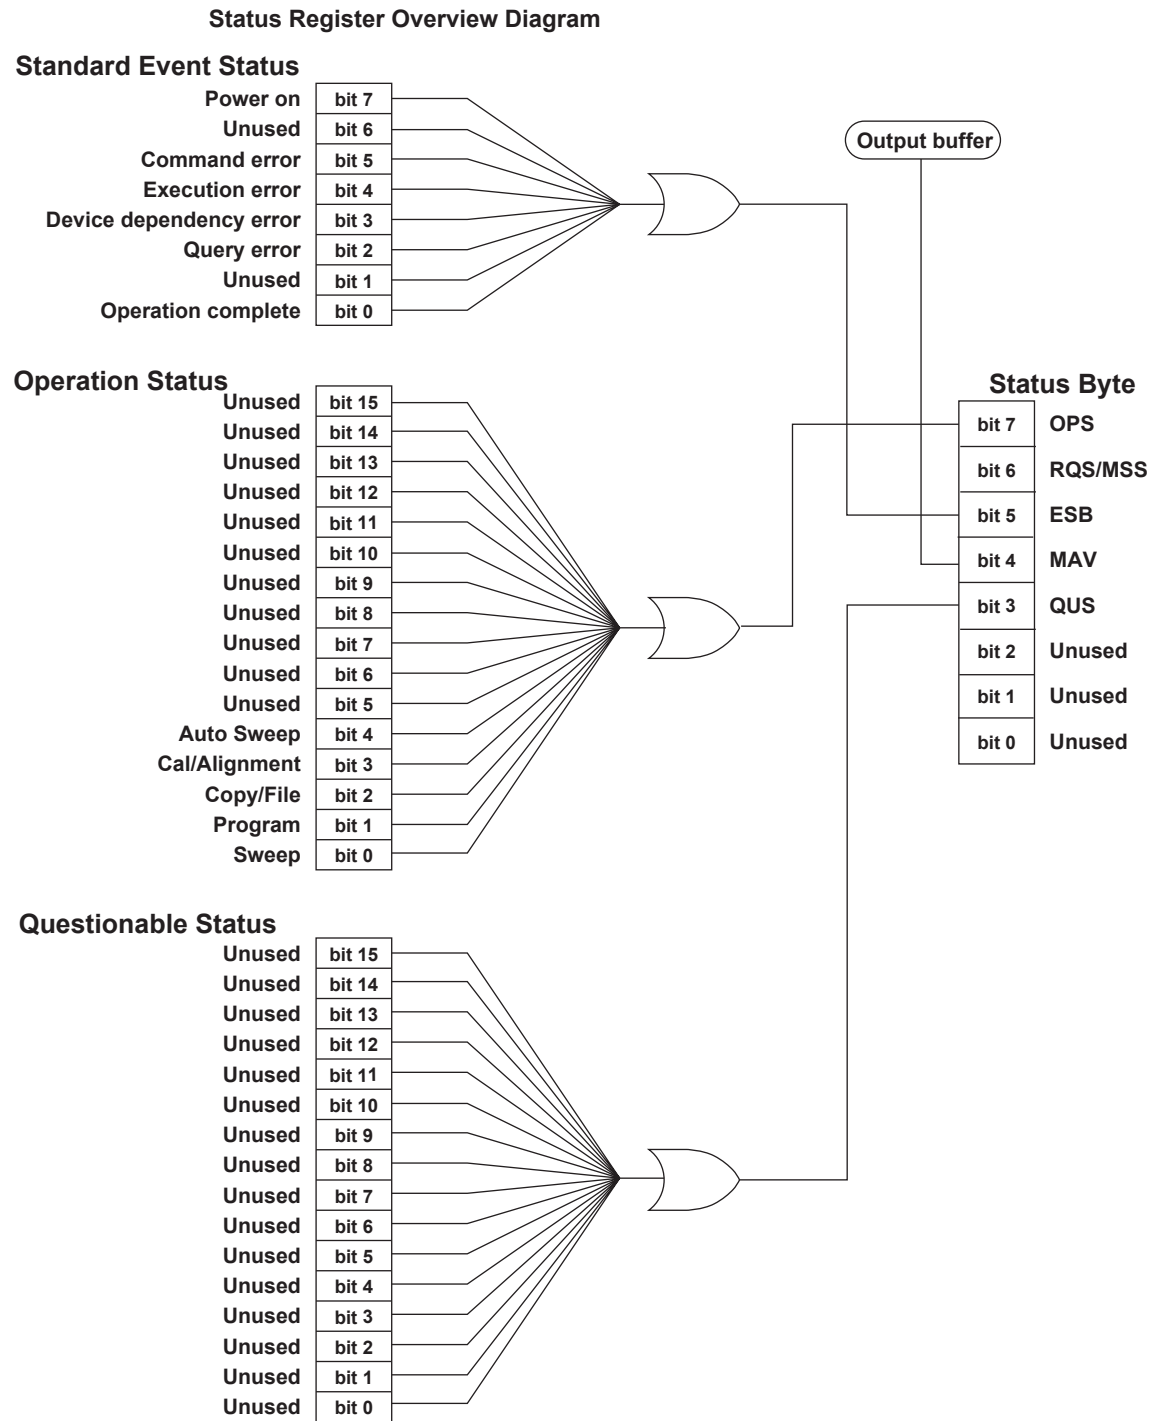 Status Register Overview Diagram
Standard Event Status
Power on bit 7
Unused bit 6
Command error bit 5
Execution error bit 4
Device dependency error bit 3
Query error bit 2
Unused bit 1
Operation complete bit 0
Output buffer
Operation Status
Unused bit 15
Unused bit 14
Unused bit 13
Unused bit 12
Unused bit 11
Unused bit 10
Unused bit 9
Unused bit 8
Unused bit 7
Unused bit 6
Unused bit 5
Auto Sweep bit 4
Cal/Alignment bit 3
Copy/File bit 2
Program bit 1
Sweep bit 0
Status Byte
bit 7 OPS
bit 6 RQS/MSS
bit 5 ESB
bit 4 MAV
bit 3 QUS
bit 2 Unused
bit 1 Unused
bit 0 Unused
Questionable Status
Unused bit 15
Unused bit 14
Unused bit 13
Unused bit 12
Unused bit 11
Unused bit 10
Unused bit 9
Unused bit 8
Unused bit 7
Unused bit 6
Unused bit 5
Unused bit 4
Unused bit 3
Unused bit 2
Unused bit 1
Unused bit 0